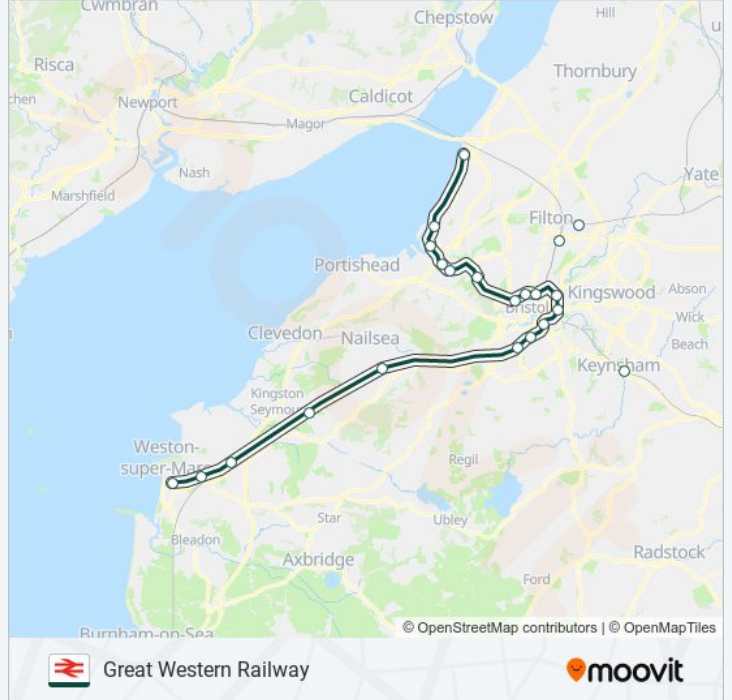 Cwmbran
Chepstow
Hill
Risca
Thornbury
Caldicot
Newport
Magor
Nash
Yate
Marshfield
Filton
Portishead
Kingswood
Abson
Bristol
Wick
Clevedon
Nailsea
Beach
Keynsham
Kingston
Seymour
Weston-
super-Mare
Regil
Star
Ubley
Bleadon
Axbridge
Radstock
Ford
Burnham-on-Sea
© OpenStreetMap contributors | © OpenMapTiles
Great Western Railway
moovit